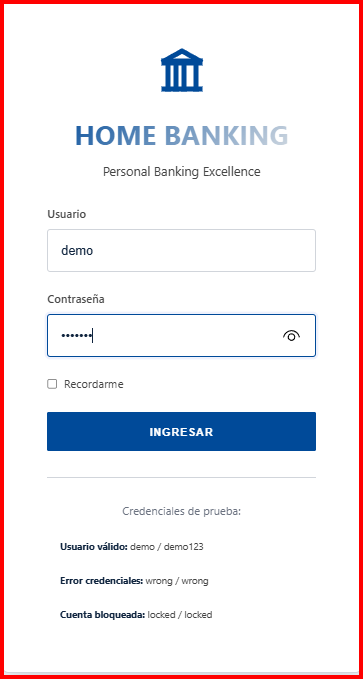 HOME BANKING
Personal Banking Excellence
Usuario
demo
Contraseña
•••••••
Recordarme
INGRESAR
Credenciales de prueba:
Usuario válido: demo / demo123
Error credenciales: wrong / wrong
Cuenta bloqueada: locked / locked